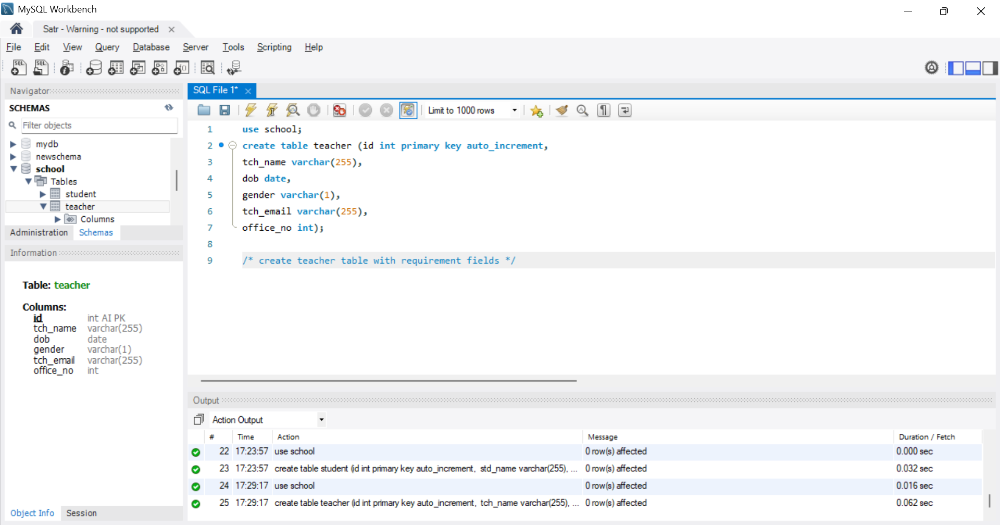 MySQL Workbench
Satr - Warning - not supported
File Edit View Query Database Server Tools Scripting Help
Navigator
SCHEMAS
Filter objects
mydb
newschema
school
Tables
student
teacher
Columns
Administration Schemas
Information
Table: teacher
Columns:
id int AI PK
tch_name varchar(255)
dob date
gender varchar(1)
tch_email varchar(255)
office_no int
Object Info Session
SQL File 1*
Limit to 1000 rows
1 use school;
2 create table teacher (id int primary key auto_increment,
3 tch_name varchar(255),
4 dob date,
5 gender varchar(1),
6 tch_email varchar(255),
7 office_no int);
8
9 /* create teacher table with requirement fields */
Output
Action Output
# Time Action Message Duration / Fetch
22 17:23:57 use school 0 row(s) affected 0.000 sec
23 17:23:57 create table student (id int primary key auto_increment, std_name varchar(255), ... 0 row(s) affected 0.032 sec
24 17:29:17 use school 0 row(s) affected 0.016 sec
25 17:29:17 create table teacher (id int primary key auto_increment, tch_name varchar(255), ... 0 row(s) affected 0.062 sec